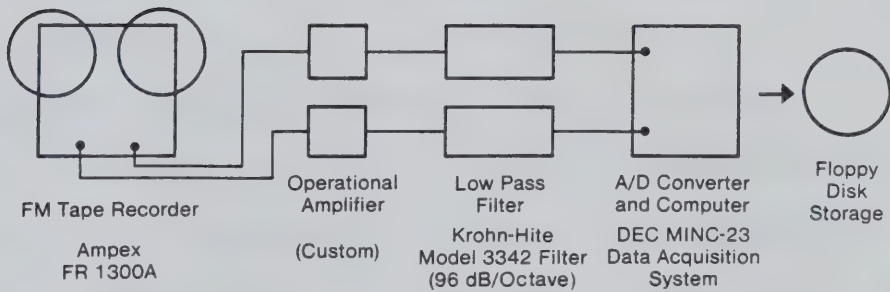 FM Tape Recorder
Ampex
FR 1300A
Operational
Amplifier
(Custom)
Low Pass
Filter
Krohn-Hite
Model 3342 Filter
(96 dB/Octave)
A/D Converter
and Computer
DEC MINC-23
Data Acquisition
System
Floppy
Disk
Storage